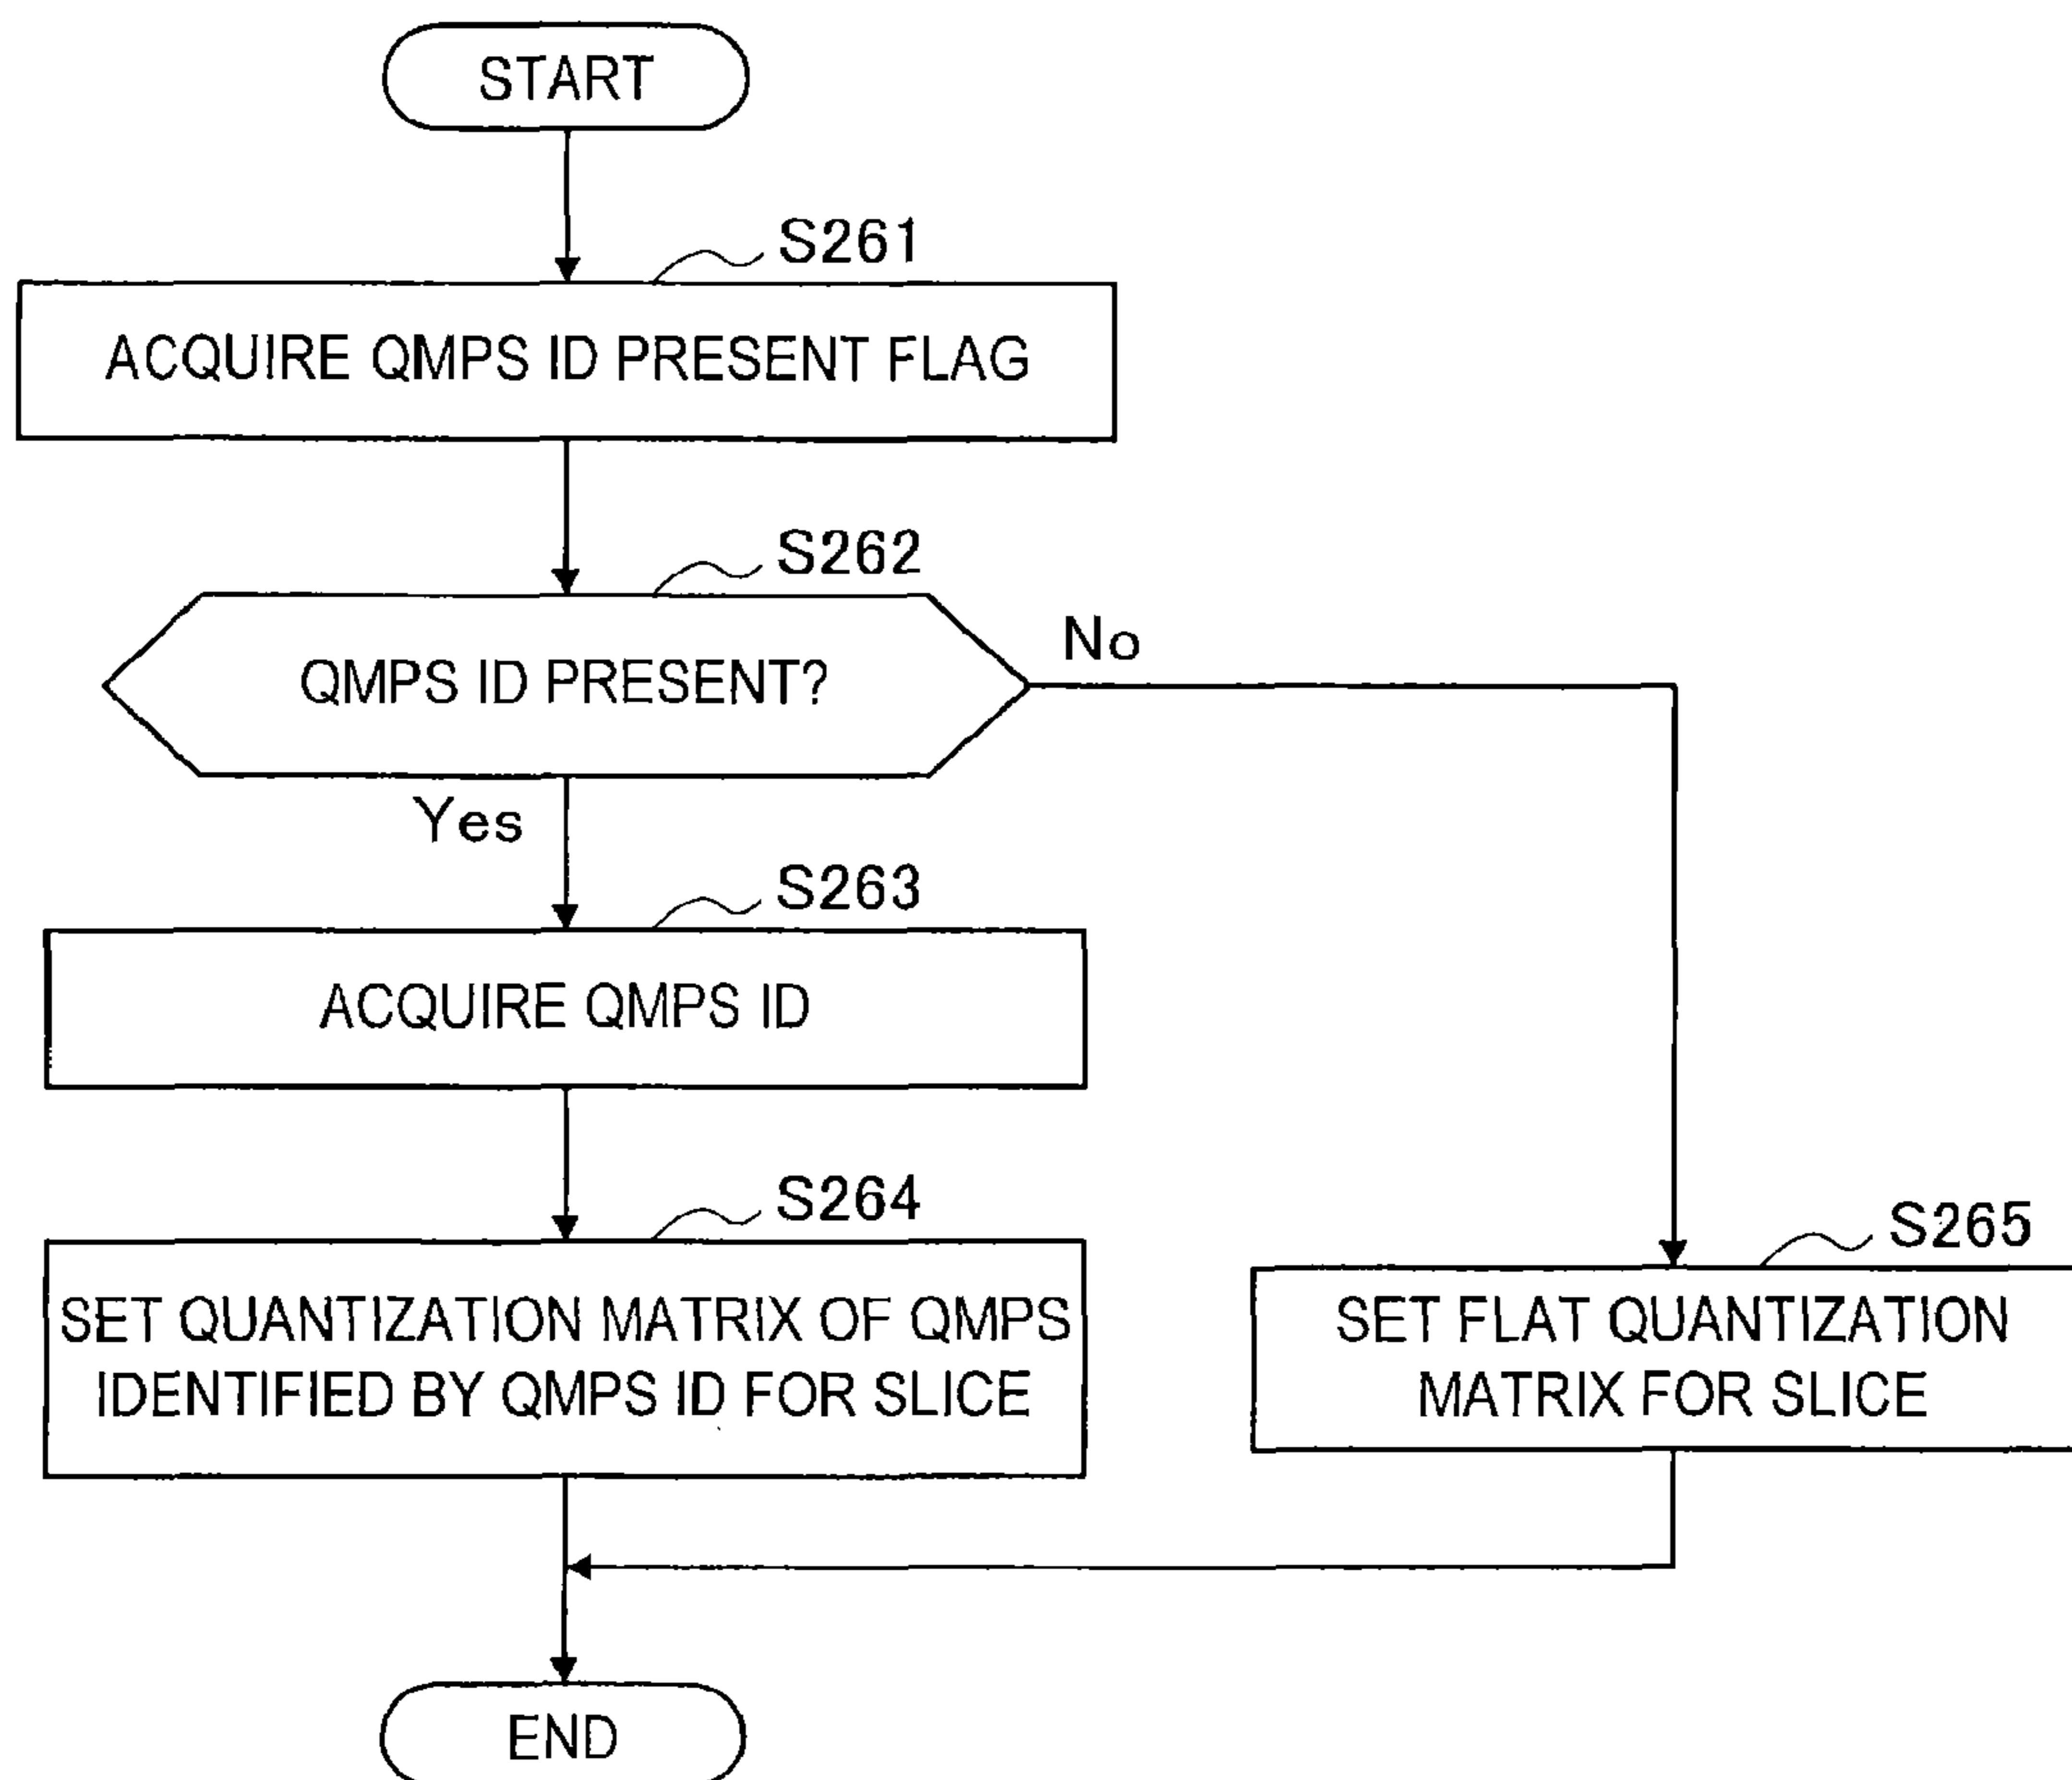 START
S261
ACQUIRE QMPS ID PRESENT FLAG
S262
QMPS ID PRESENT?
No
Yes
S263
ACQUIRE QMPS ID
S264
SET QUANTIZATION MATRIX OF QMPS
IDENTIFIED BY QMPS ID FOR SLICE
S265
SET FLAT QUANTIZATION
MATRIX FOR SLICE
END